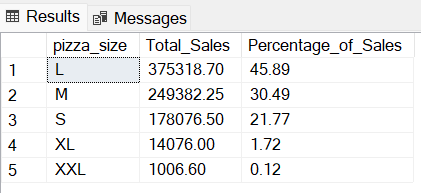 Results Messages
pizza_size Total_Sales Percentage_of_Sales
1 L 375318.70 45.89
2 M 249382.25 30.49
3 S 178076.50 21.77
4 XL 14076.00 1.72
5 XXL 1006.60 0.12